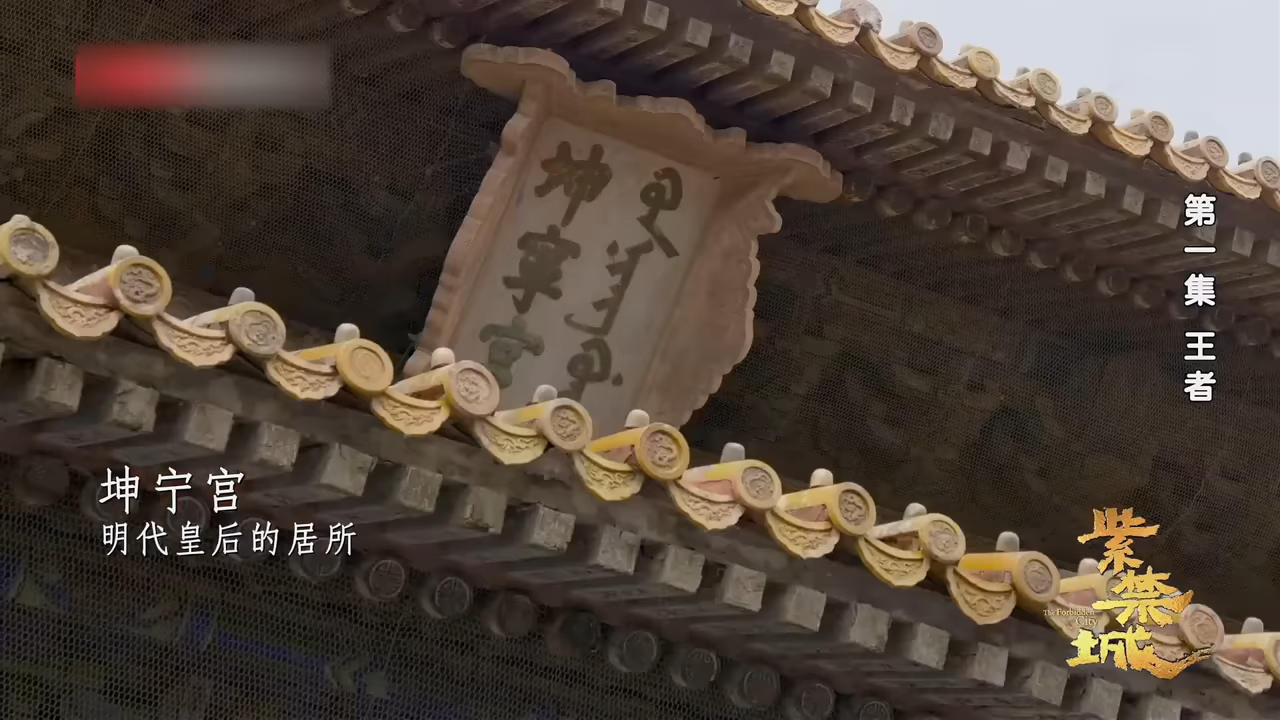 坤寧宮
第一集 王者
坤宁宫
明代皇后的居所
紫禁城
The Forbidden
City